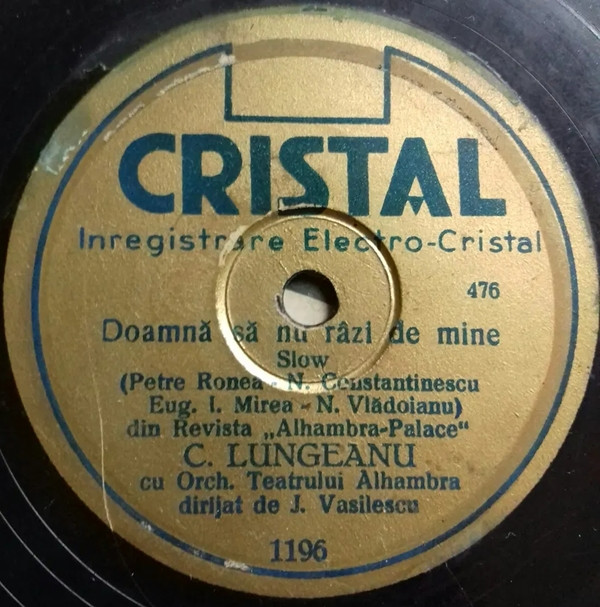 CRISTAL
Inregistrare Electro-Cristal
476
Doamnă să nu râzi de mine
Slow
(Petre Ronea - N. Constantinescu
Eug. I. Mirea - N. Vlădoianu)
din Revista „Alhambra-Palace“
C. LUNGEANU
cu Orch. Teatrului Alhambra
dirijat de J. Vasilescu
1196